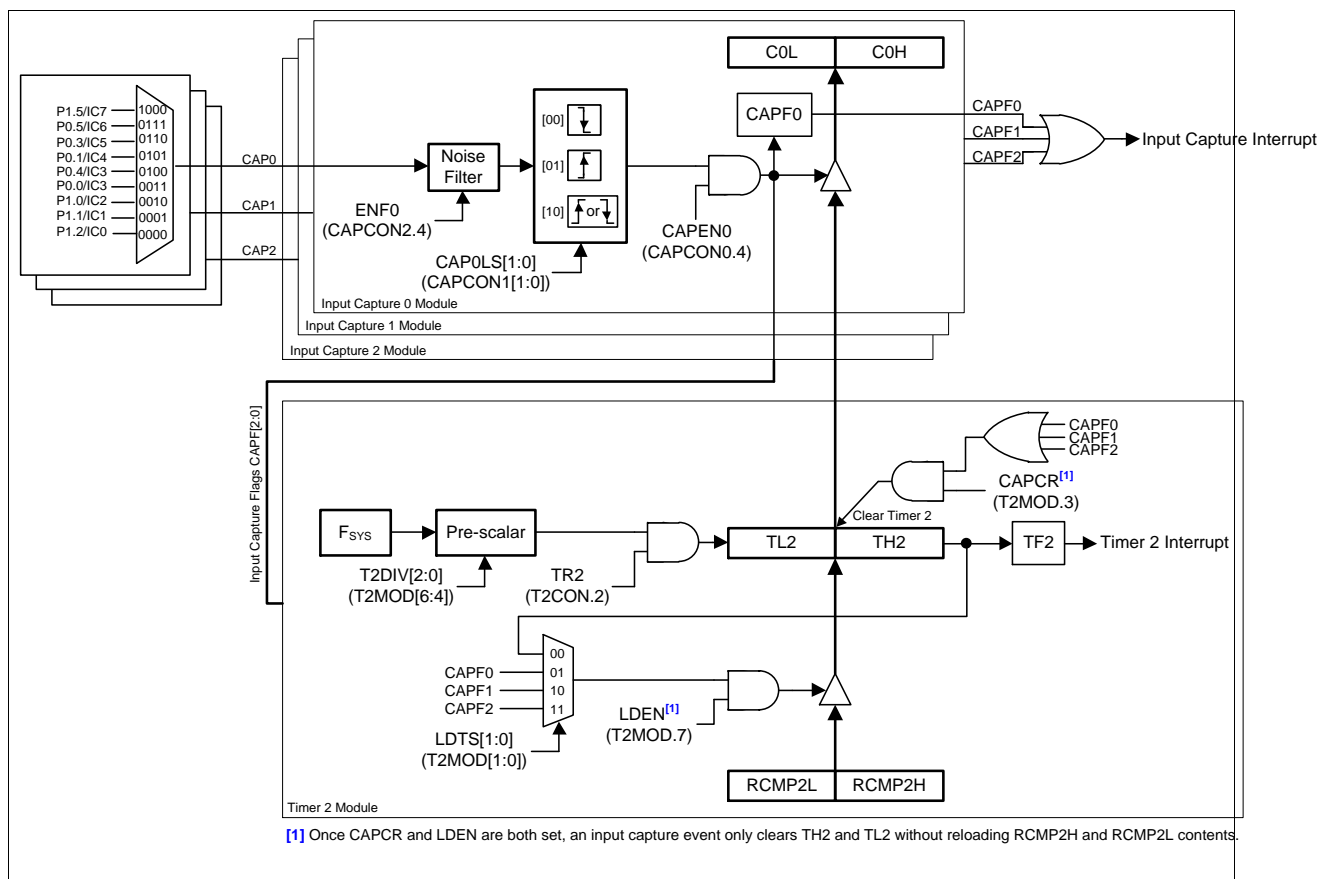 C0L C0H
P1.5/IC7 1000
P0.5/IC6 0111
P0.3/IC5 0110
P0.1/IC4 0101
P0.4/IC3 0100
P0.0/IC3 0011
P1.0/IC2 0010
P1.1/IC1 0001
P1.2/IC0 0000
CAP0
CAP1
CAP2
Noise
Filter
ENF0
(CAPCON2.4)
[00]
[01]
[10] or
CAP0LS[1:0]
(CAPCON1[1:0])
CAPEN0
(CAPCON0.4)
CAPF0
CAPF0
CAPF1
CAPF2
Input Capture Interrupt
Input Capture 0 Module
Input Capture 1 Module
Input Capture 2 Module
Input Capture Flags CAPF[2:0]
CAPF0
CAPF1
CAPF2
CAPCR[1]
(T2MOD.3)
Clear Timer 2
FSYS
Pre-scalar
T2DIV[2:0]
(T2MOD[6:4])
TR2
(T2CON.2)
TL2 TH2
TF2
Timer 2 Interrupt
00
CAPF0 01
CAPF1 10
CAPF2 11
LDTS[1:0]
(T2MOD[1:0])
LDEN[1]
(T2MOD.7)
RCMP2L RCMP2H
Timer 2 Module
[1] Once CAPCR and LDEN are both set, an input capture event only clears TH2 and TL2 without reloading RCMP2H and RCMP2L contents.